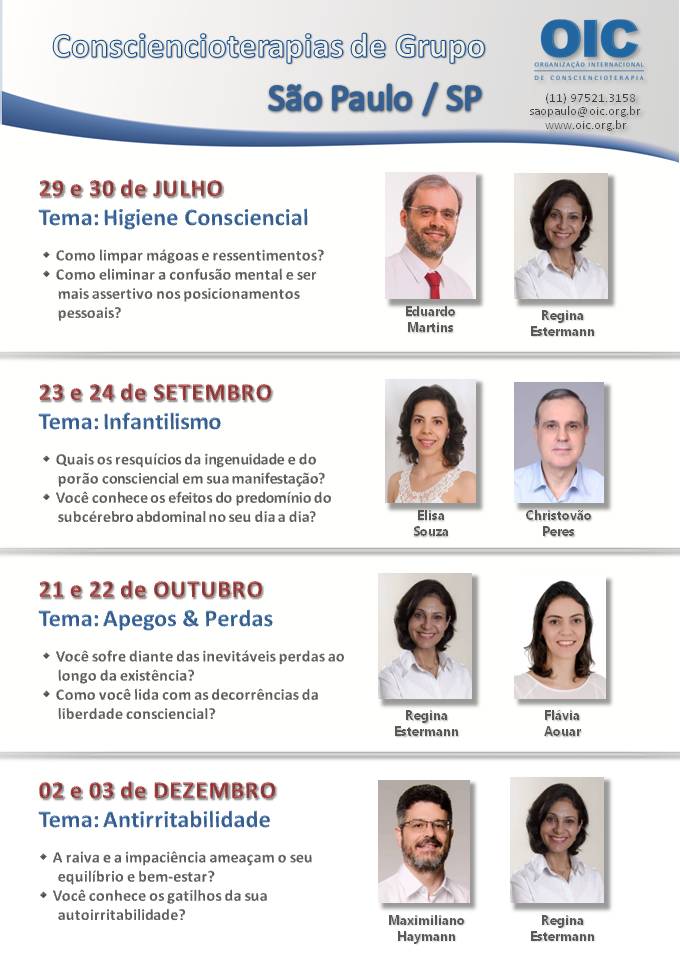 Consciencioterapias de Grupo
São Paulo / SP
OIC
ORGANIZAÇÃO INTERNACIONAL
DE CONSCIENCIOTERAPIA
(11) 97521.3158
saopaulo@oic.org.br
www.oic.org.br
29 e 30 de JULHO
Tema: Higiene Consciencial
Como limpar mágoas e ressentimentos?
Como eliminar a confusão mental e ser
mais assertivo nos posicionamentos
pessoais?
Eduardo
Martins
Regina
Estermann
23 e 24 de SETEMBRO
Tema: Infantilismo
Quais os resquícios da ingenuidade e do
porão consciencial em sua manifestação?
Você conhece os efeitos do predomínio do
subcérebro abdominal no seu dia a dia?
Elisa
Souza
Christovão
Peres
21 e 22 de OUTUBRO
Tema: Apegos & Perdas
Você sofre diante das inevitáveis perdas ao
longo da existência?
Como você lida com as decorrências da
liberdade consciencial?
Regina
Estermann
Flávia
Aouar
02 e 03 de DEZEMBRO
Tema: Antirritabilidade
A raiva e a impaciência ameaçam o seu
equilíbrio e bem-estar?
Você conhece os gatilhos da sua
autoirritabilidade?
Maximiliano
Haymann
Regina
Estermann